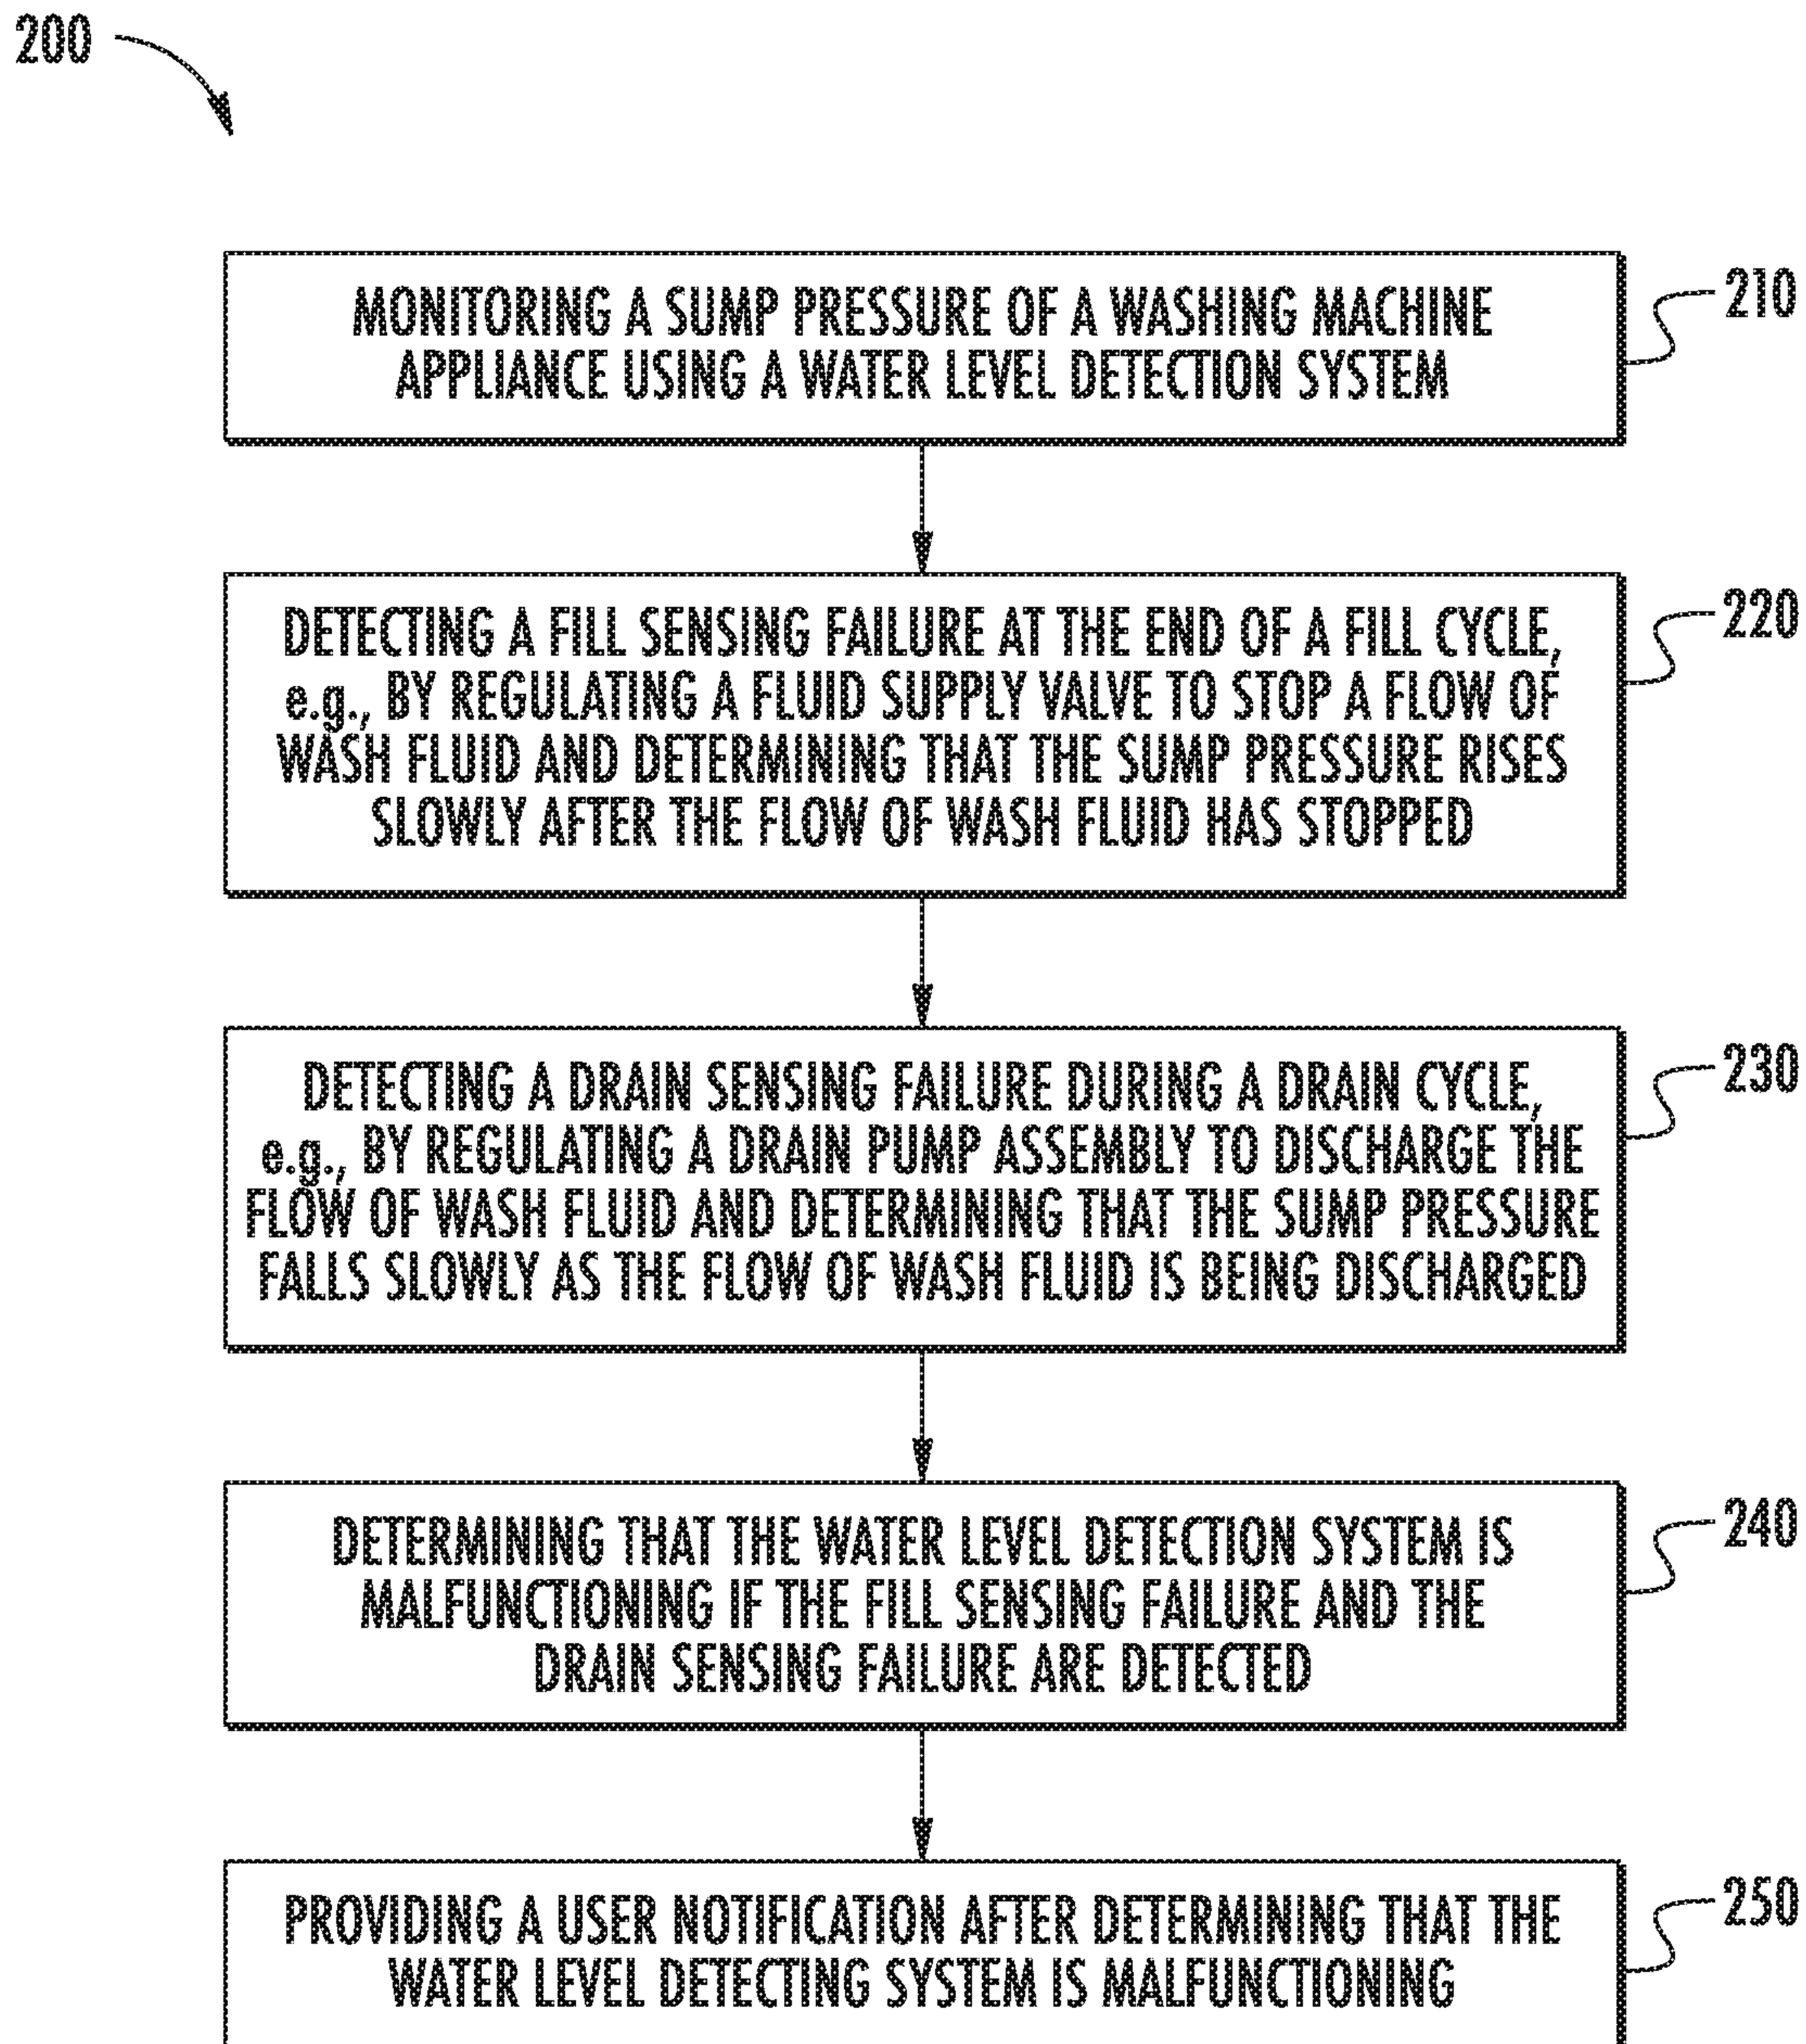 200
MONITORING A SUMP PRESSURE OF A WASHING MACHINE
APPLIANCE USING A WATER LEVEL DETECTION SYSTEM
210
DETECTING A FILL SENSING FAILURE AT THE END OF A FILL CYCLE,
e.g., BY REGULATING A FLUID SUPPLY VALVE TO STOP A FLOW OF
WASH FLUID AND DETERMINING THAT THE SUMP PRESSURE RISES
SLOWLY AFTER THE FLOW OF WASH FLUID HAS STOPPED
220
DETECTING A DRAIN SENSING FAILURE DURING A DRAIN CYCLE,
e.g., BY REGULATING A DRAIN PUMP ASSEMBLY TO DISCHARGE THE
FLOW OF WASH FLUID AND DETERMINING THAT THE SUMP PRESSURE
FALLS SLOWLY AS THE FLOW OF WASH FLUID IS BEING DISCHARGED
230
DETERMINING THAT THE WATER LEVEL DETECTION SYSTEM IS
MALFUNCTIONING IF THE FILL SENSING FAILURE AND THE
DRAIN SENSING FAILURE ARE DETECTED
240
PROVIDING A USER NOTIFICATION AFTER DETERMINING THAT THE
WATER LEVEL DETECTING SYSTEM IS MALFUNCTIONING
250